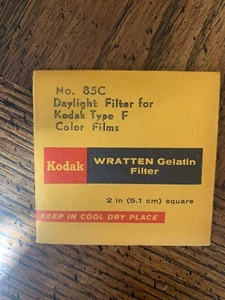 No. 85C
Daylight Filter for
Kodak Type F
Color Films
Kodak
WRATTEN Gelatin
Filter
2 in (5.1 cm) square
KEEP IN COOL DRY PLACE